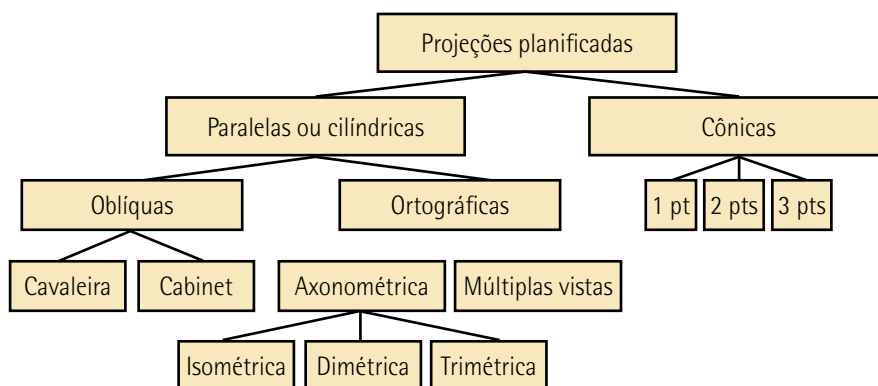 Projeções planificadas
Paralelas ou cilíndricas
Cônicas
Oblíquas
Ortográficas
1 pt
2 pts
3 pts
Cavaleira
Cabinet
Axonométrica
Múltiplas vistas
Isométrica
Dimétrica
Trimétrica